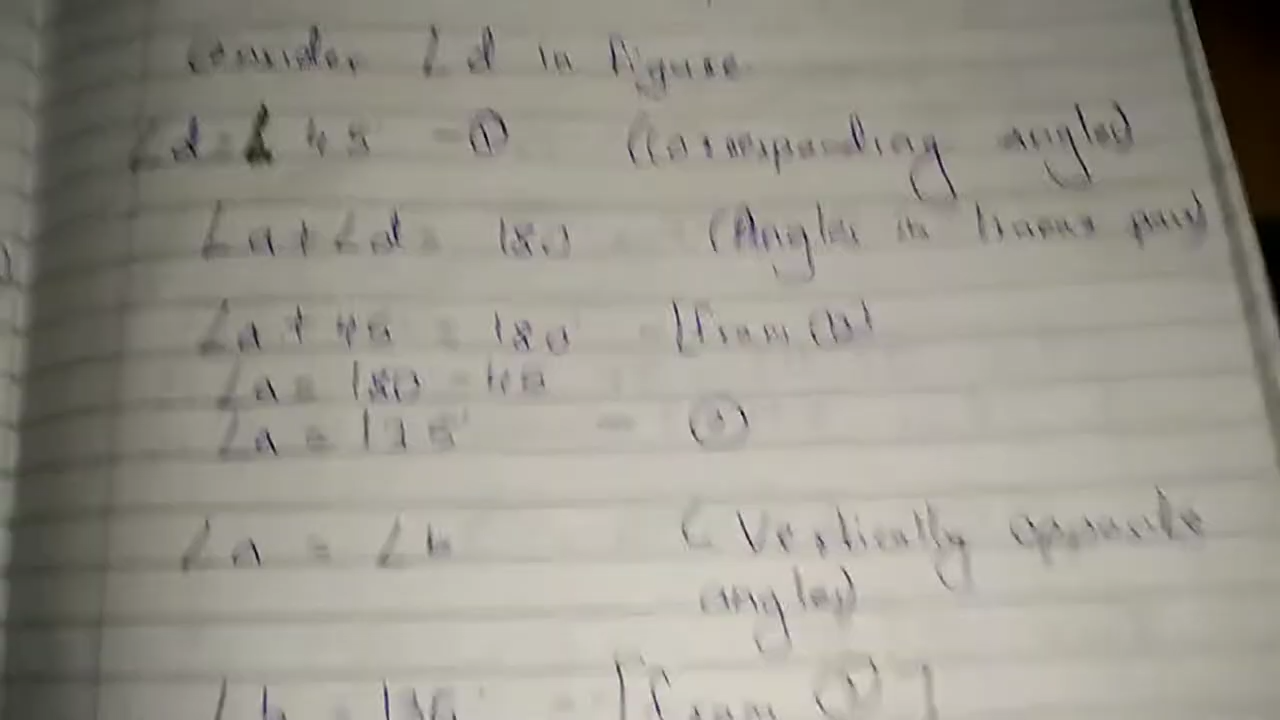 Consider ∠d in figure
∠d = 45 - ① (Corresponding angles)
∠a + ∠d = 180 (Angles in linear pair)
∠a + 45 = 180 - [From (1)]
∠a = 180 - 45
∠a = 135° - ②
∠a = ∠b (Vertically opposite
angles)
∠b = 135° - [From ]